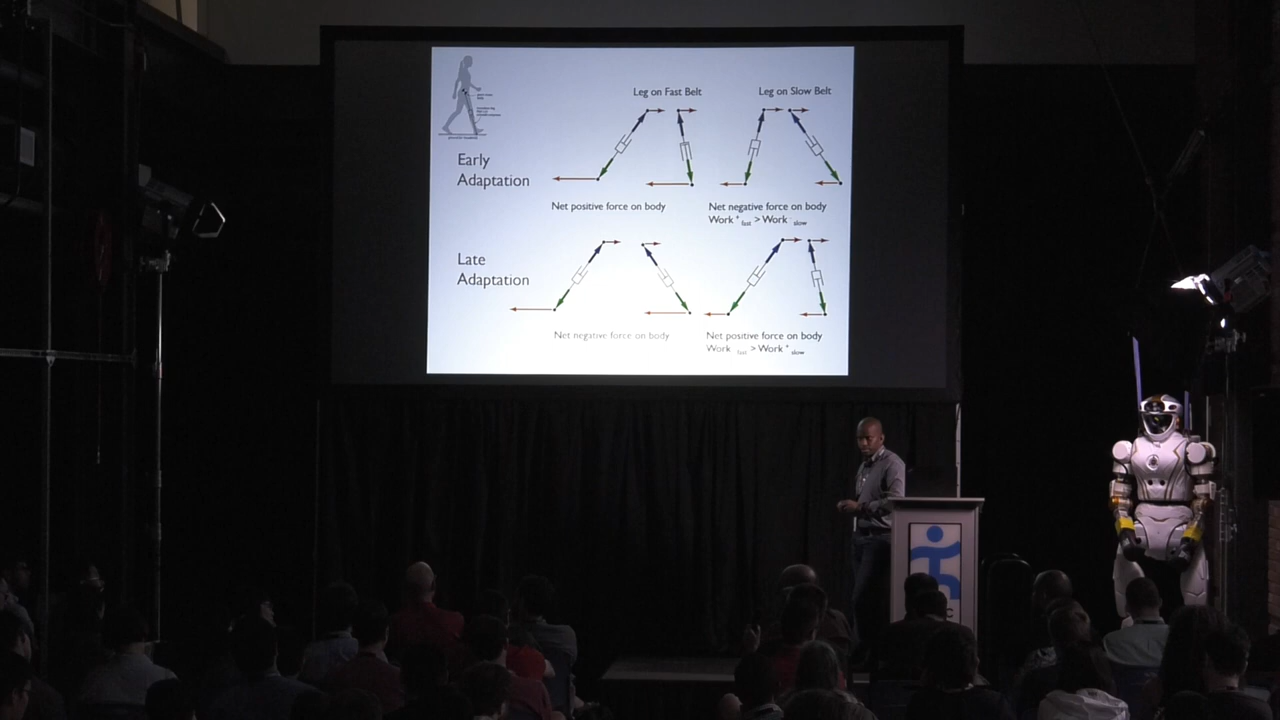 Leg on Fast Belt
Leg on Slow Belt
Early
Adaptation
Net positive force on body
Net negative force on body
Work + fast > Work - slow
Late
Adaptation
Net negative force on body
Net positive force on body
Work fast > Work + slow